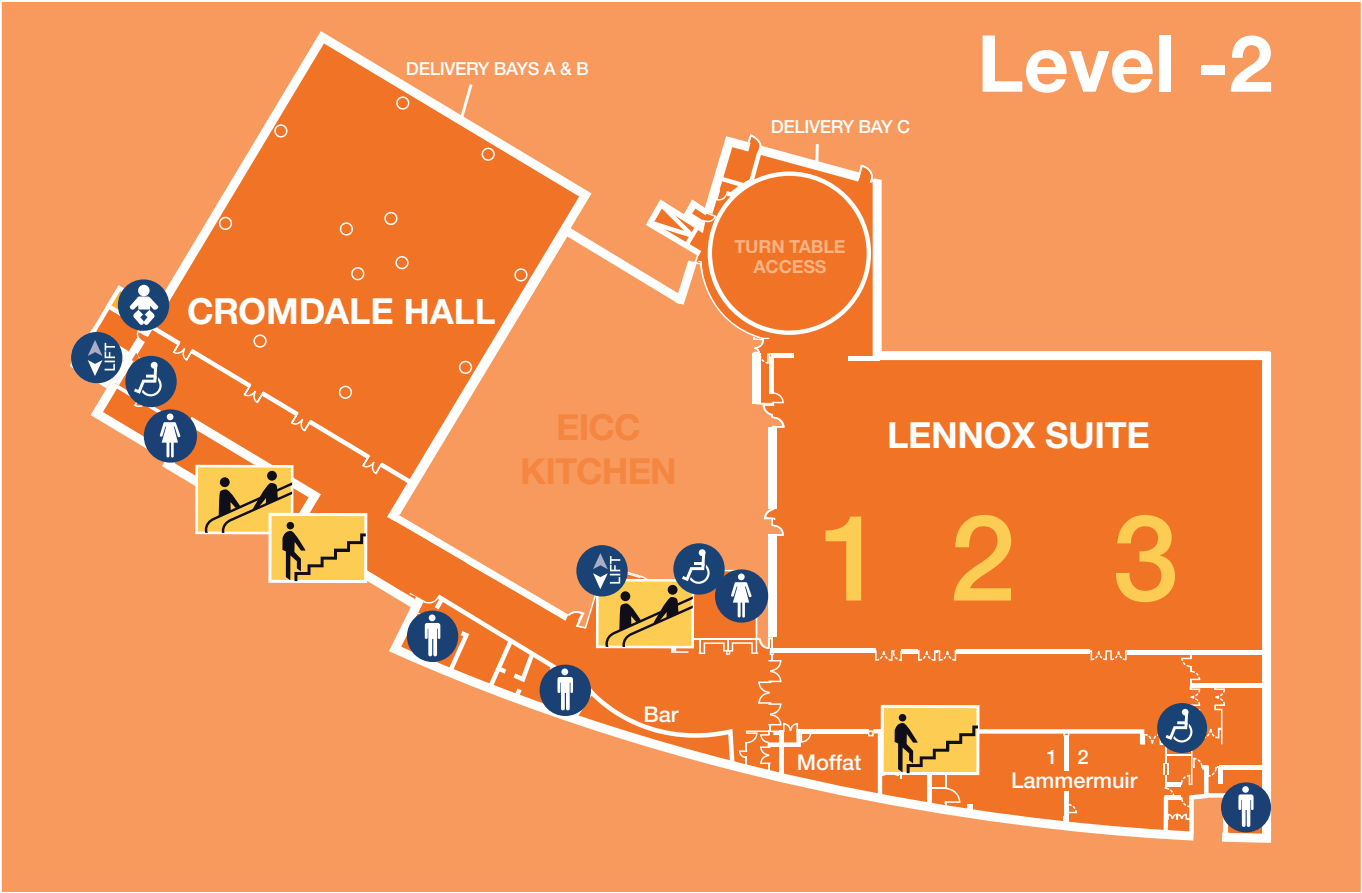 Level -2
DELIVERY BAYS A & B
DELIVERY BAY C
TURN TABLE
ACCESS
CROMDALE HALL
LIFT
EICC
KITCHEN
LENNOX SUITE
1 2 3
LIFT
Bar
Moffat
1 2
Lammermuir